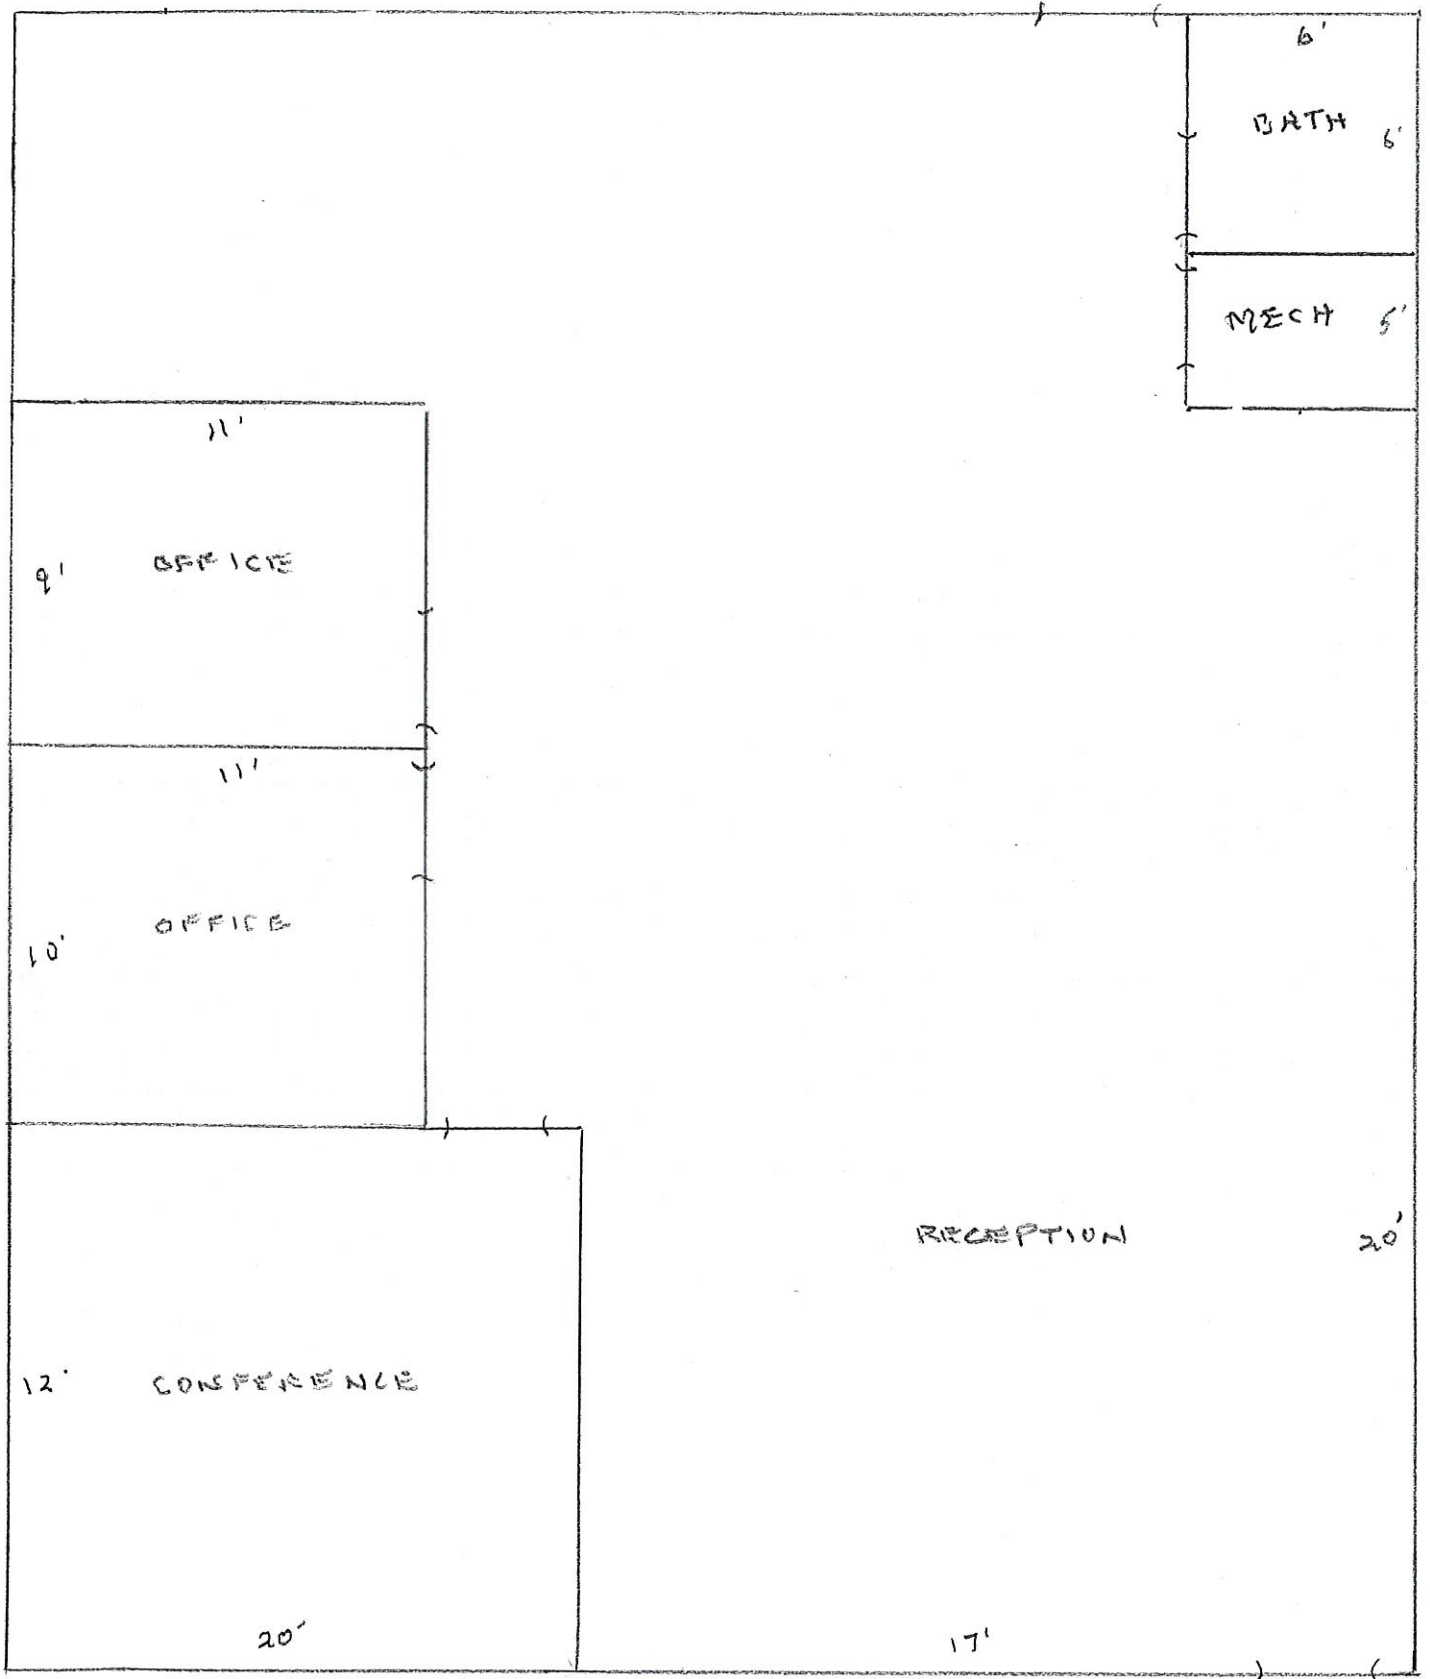 6'
BATH 6'
MECH 5'
11'
9' OFFICE
11'
OFFICE
10'
RECEPTION 20'
12' CONFERENCE
20' 17'